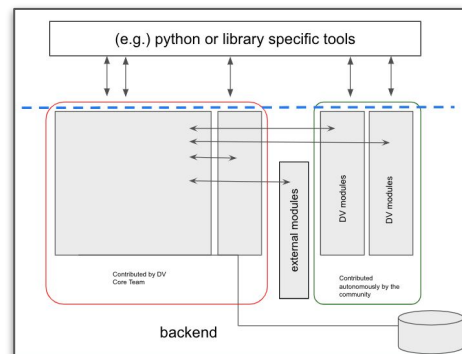 (e.g.) python or library specific tools
external modules
DV modules
DV modules
Contributed by DV
Core Team
Contributed
autonomously by the
community
backend